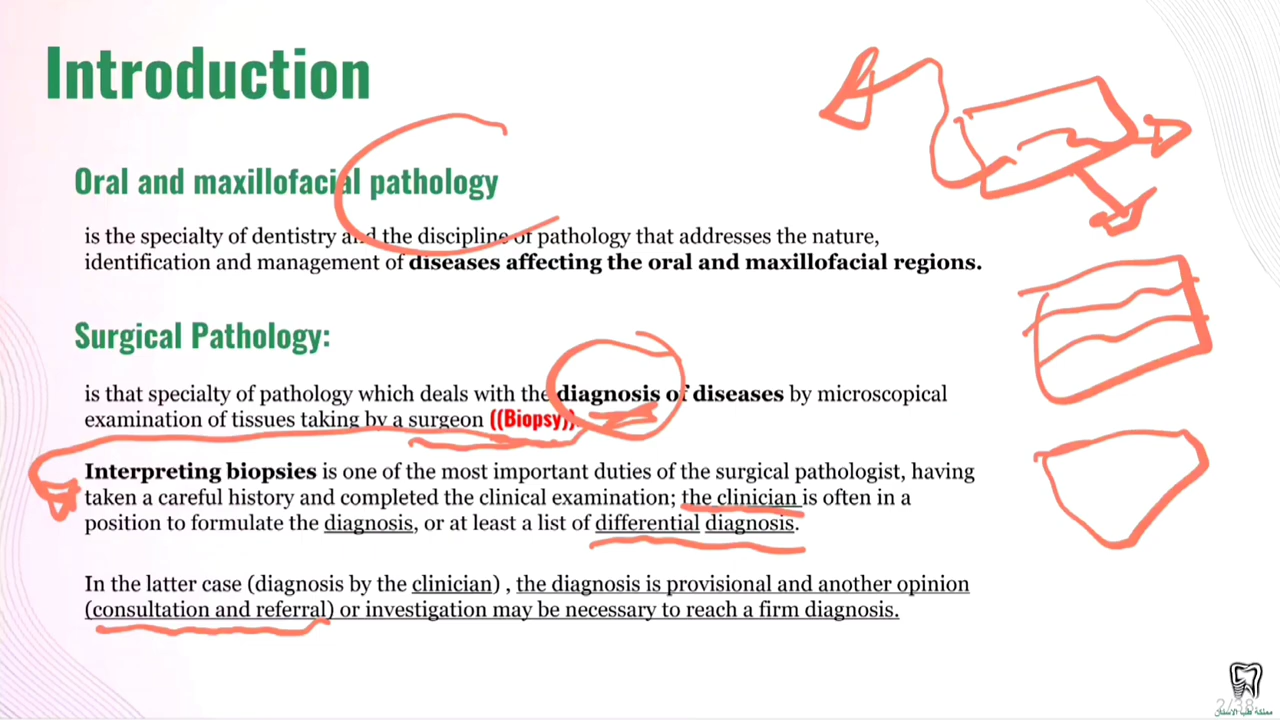 Introduction
Oral and maxillofacial pathology
is the specialty of dentistry and the discipline of pathology that addresses the nature,
identification and management of diseases affecting the oral and maxillofacial regions.
Surgical Pathology:
is that specialty of pathology which deals with the diagnosis of diseases by microscopical
examination of tissues taking by a surgeon ((Biopsy)).
Interpreting biopsies is one of the most important duties of the surgical pathologist, having
taken a careful history and completed the clinical examination; the clinician is often in a
position to formulate the diagnosis, or at least a list of differential diagnosis.
In the latter case (diagnosis by the clinician) , the diagnosis is provisional and another opinion
(consultation and referral) or investigation may be necessary to reach a firm diagnosis.
2/38
مملكة طب الاسنان